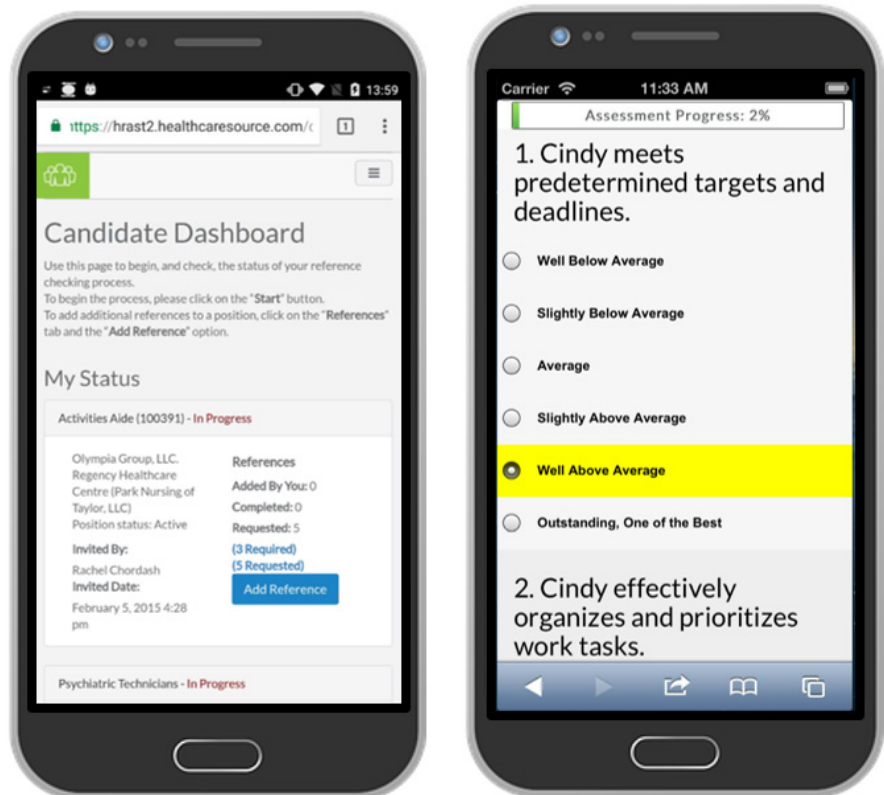 13:59
https://hrast2.healthcaresource.com/c
1
Candidate Dashboard
Use this page to begin, and check, the status of your reference
checking process.
To begin the process, please click on the "Start" button.
To add additional references to a position, click on the "References"
tab and the "Add Reference" option.
My Status
Activities Aide (100391) - In Progress
Olympia Group, LLC.
Regency Healthcare
Centre (Park Nursing of
Taylor, LLC)
Position status: Active
Invited By:
Rachel Chordash
Invited Date:
February 5, 2015 4:28
pm
References
Added By You: 0
Completed: 0
Requested: 5
(3 Required)
(5 Requested)
Add Reference
Psychiatric Technicians - In Progress
Carrier 11:33 AM
Assessment Progress: 2%
1. Cindy meets
predetermined targets and
deadlines.
Well Below Average
Slightly Below Average
Average
Slightly Above Average
Well Above Average
Outstanding, One of the Best
2. Cindy effectively
organizes and prioritizes
work tasks.